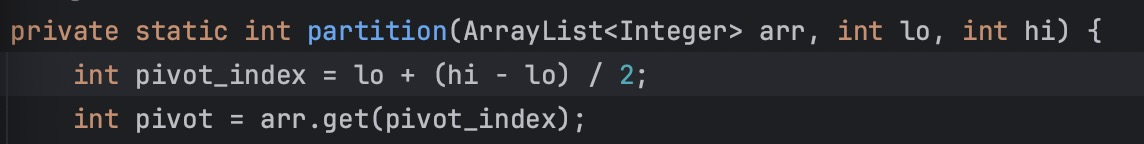 private static int partition(ArrayList<Integer> arr, int lo, int hi) {
    int pivot_index = lo + (hi - lo) / 2;
    int pivot = arr.get(pivot_index);